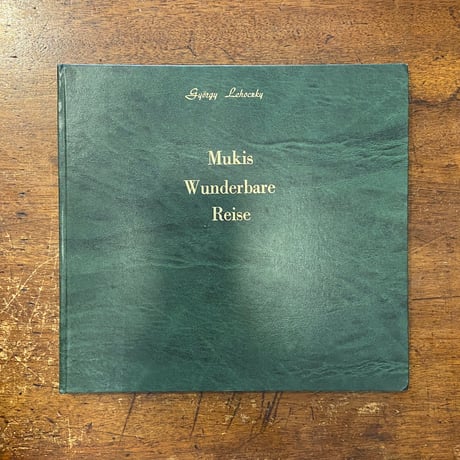 György Lehoczky
Mukis
Wunderbare
Reise